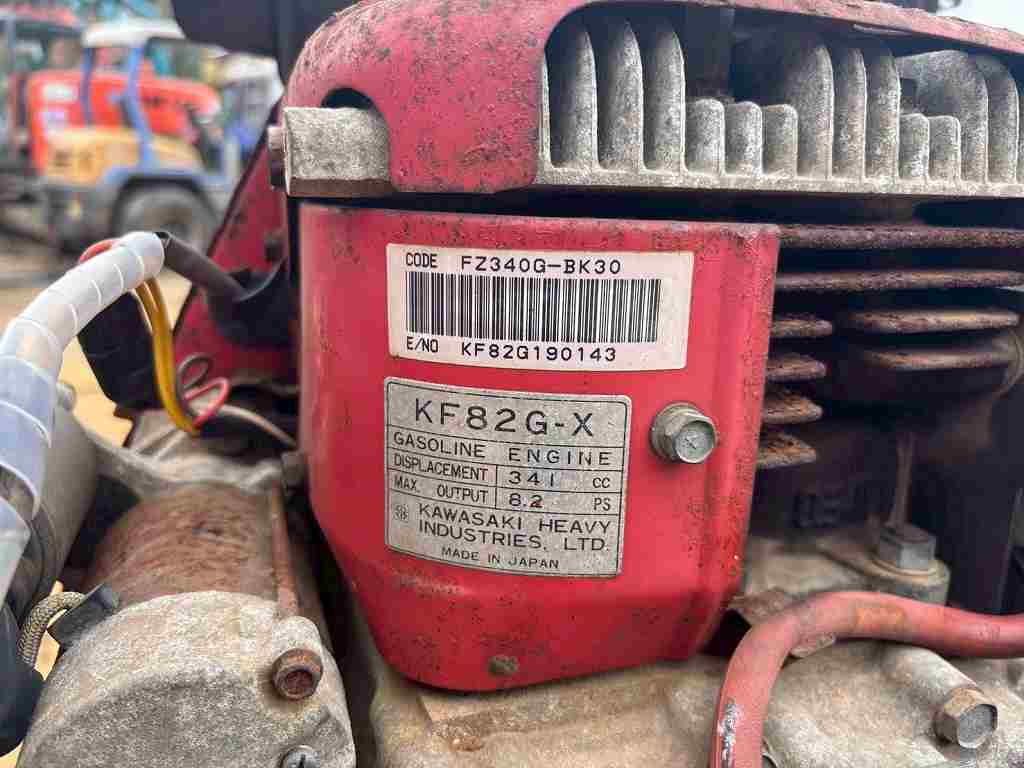 CODE FZ340G-BK30
E/NO KF82G190143
KF82G-X
GASOLINE ENGINE
DISPLACEMENT 341 CC
MAX. OUTPUT 8.2 PS
KAWASAKI HEAVY
INDUSTRIES, LTD.
MADE IN JAPAN